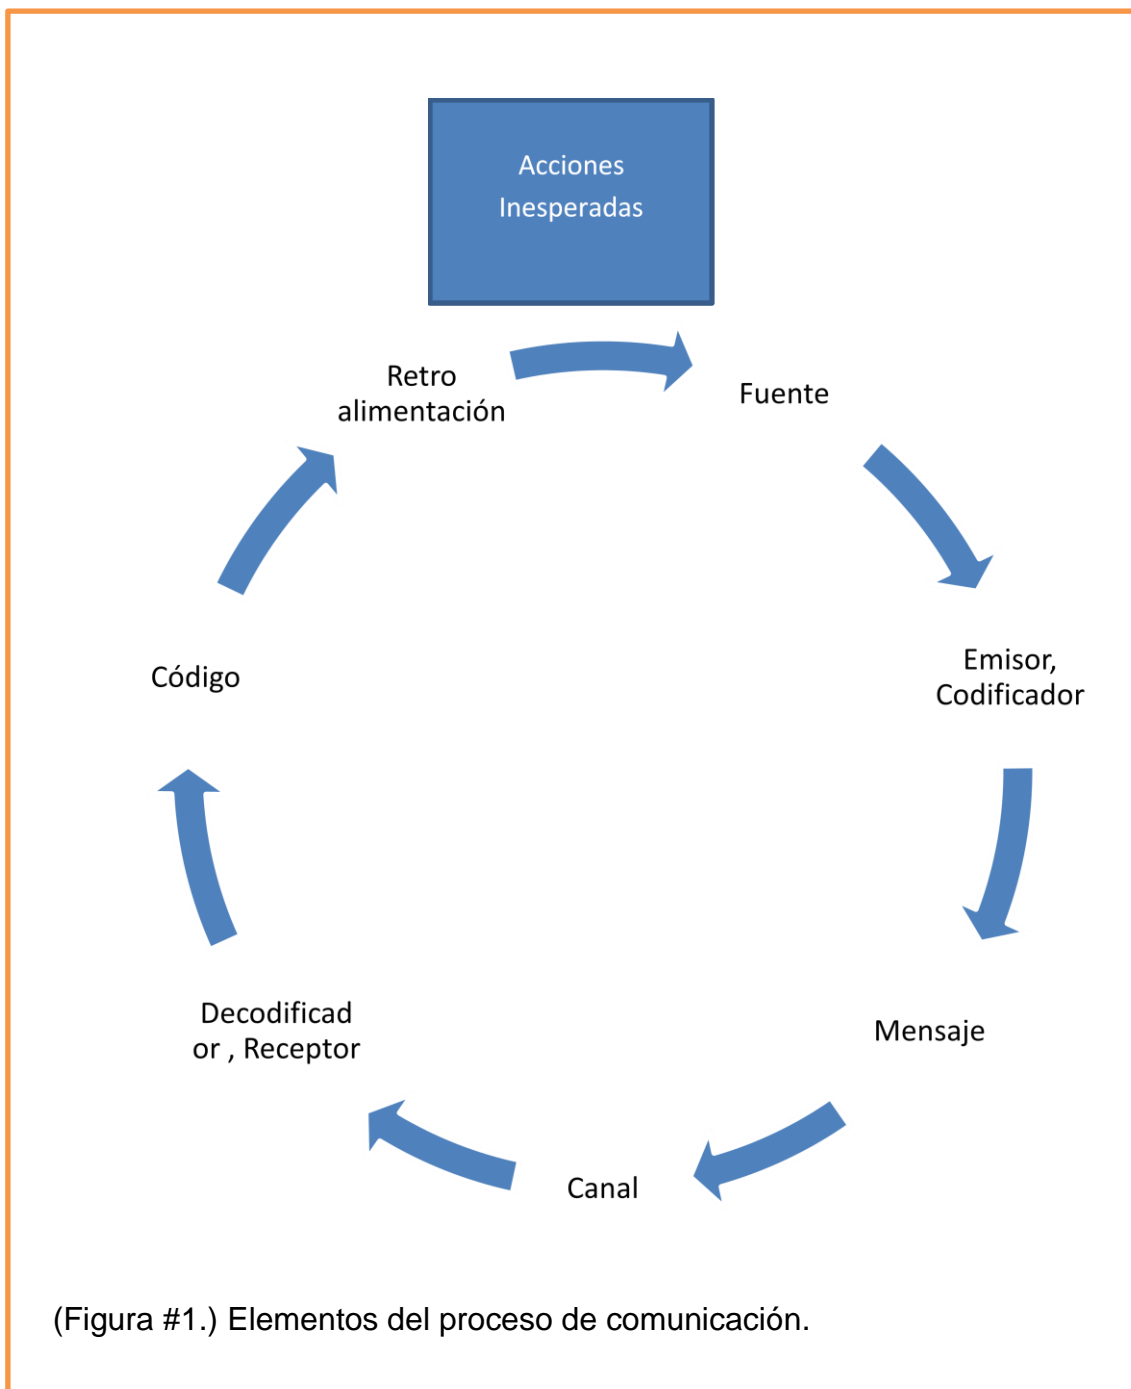 Acciones
Inesperadas
Retro
alimentación
Fuente
Emisor,
Codificador
Mensaje
Canal
Decodificad
or , Receptor
Código
(Figura #1.) Elementos del proceso de comunicación.